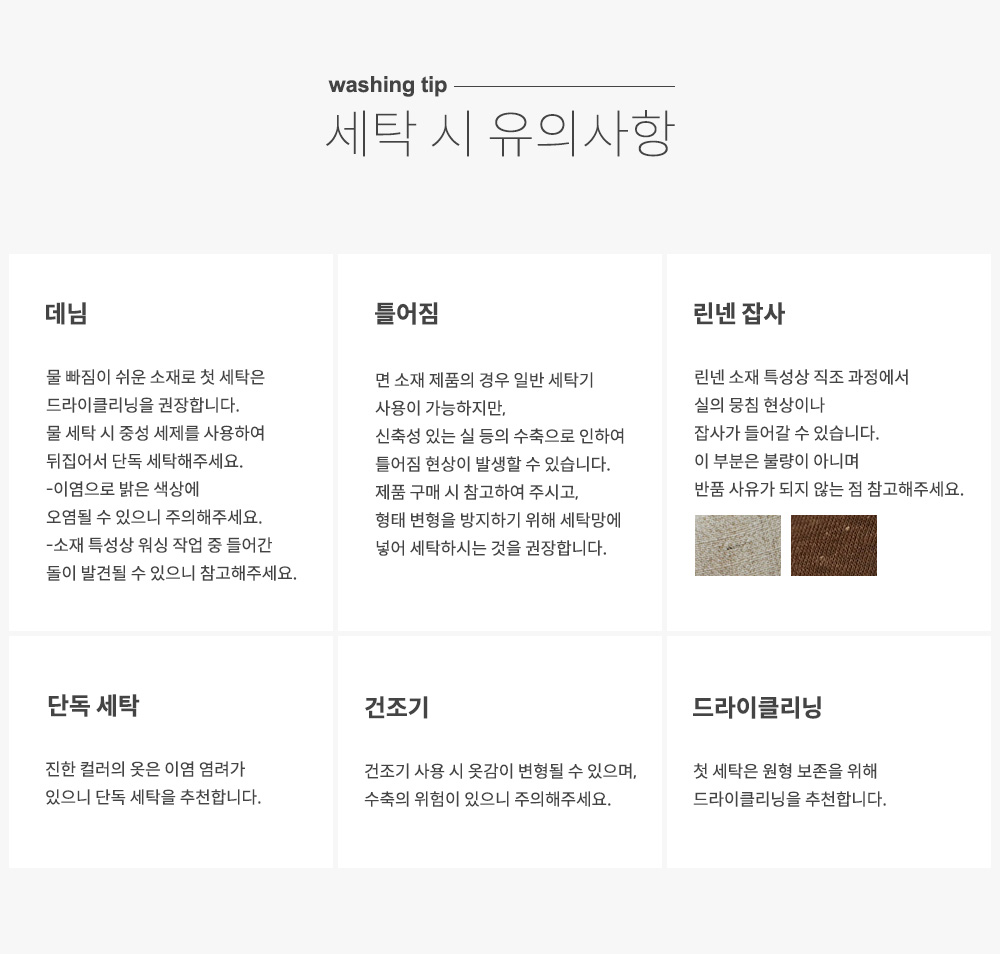 washing tip
세탁 시 유의사항
데님
물 빠짐이 쉬운 소재로 첫 세탁은
드라이클리닝을 권장합니다.
물 세탁 시 중성 세제를 사용하여
뒤집어서 단독 세탁해주세요.
-이염으로 밝은 색상에
오염될 수 있으니 주의해주세요.
-소재 특성상 워싱 작업 중 들어간
돌이 발견될 수 있으니 참고해주세요.
틀어짐
면 소재 제품의 경우 일반 세탁기
사용이 가능하지만,
신축성 있는 실 등의 수축으로 인하여
틀어짐 현상이 발생할 수 있습니다.
제품 구매 시 참고하여 주시고,
형태 변형을 방지하기 위해 세탁망에
넣어 세탁하시는 것을 권장합니다.
린넨 잡사
린넨 소재 특성상 직조 과정에서
실의 뭉침 현상이나
잡사가 들어갈 수 있습니다.
이 부분은 불량이 아니며
반품 사유가 되지 않는 점 참고해주세요.
단독 세탁
진한 컬러의 옷은 이염 염려가
있으니 단독 세탁을 추천합니다.
건조기
건조기 사용 시 옷감이 변형될 수 있으며,
수축의 위험이 있으니 주의해주세요.
드라이클리닝
첫 세탁은 원형 보존을 위해
드라이클리닝을 추천합니다.